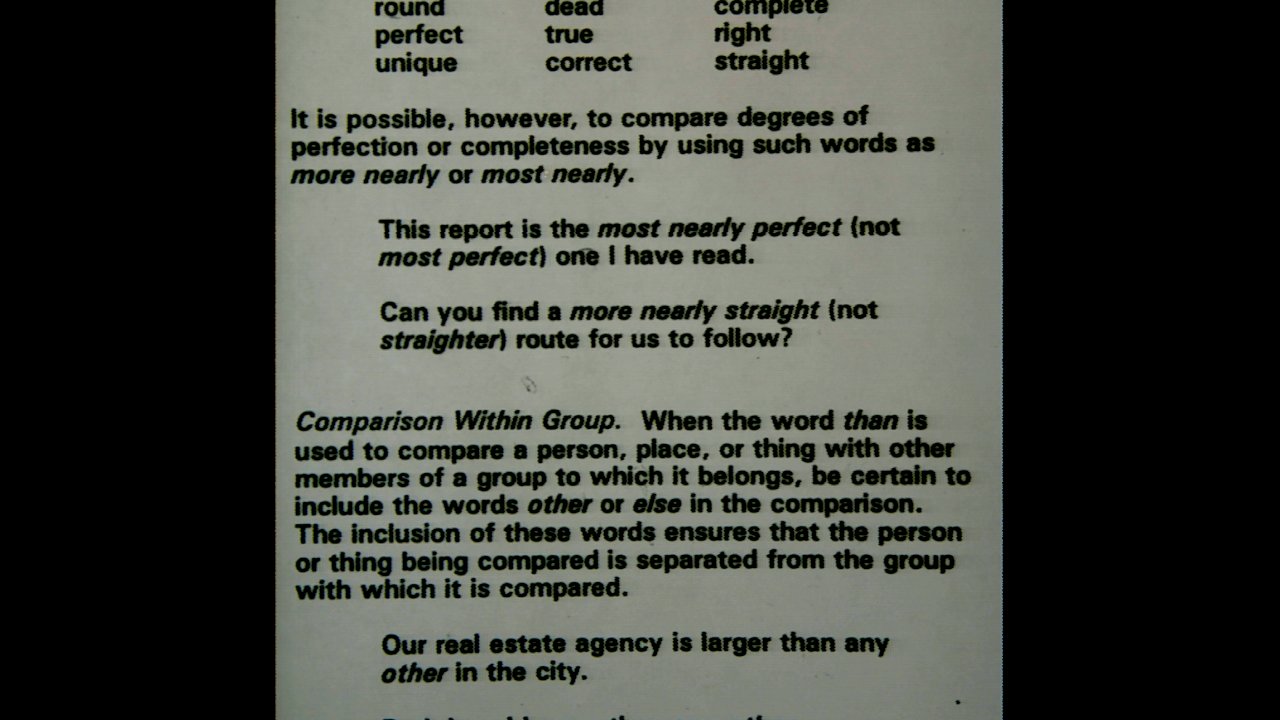 round dead complete
perfect true right
unique correct straight
It is possible, however, to compare degrees of
perfection or completeness by using such words as
more nearly or most nearly.
This report is the most nearly perfect (not
most perfect) one I have read.
Can you find a more nearly straight (not
straighter) route for us to follow?
Comparison Within Group. When the word than is
used to compare a person, place, or thing with other
members of a group to which it belongs, be certain to
include the words other or else in the comparison.
The inclusion of these words ensures that the person
or thing being compared is separated from the group
with which it is compared.
Our real estate agency is larger than any
other in the city.